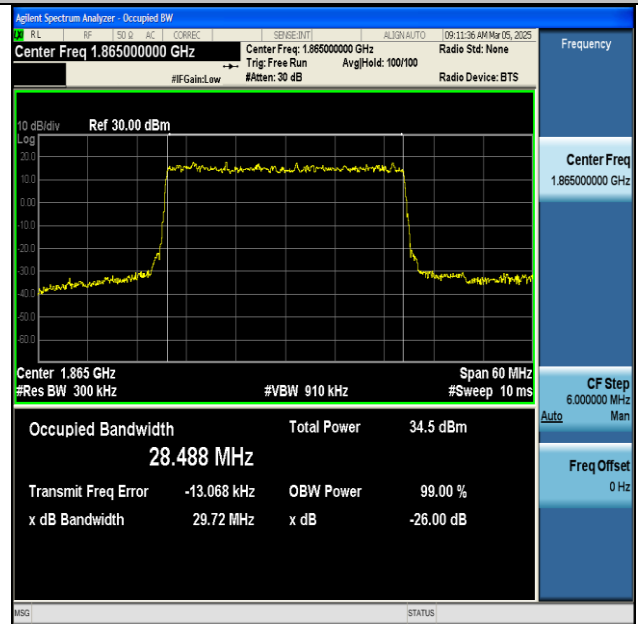 Agilent Spectrum Analyzer - Occupied BW
RL RF 50 Ω AC CORREC SENSE:INT ALIGN AUTO 09:11:36 AM Mar 05, 2025
Center Freq 1.865000000 GHz
Center Freq: 1.865000000 GHz
Radio Std: None
Trig: Free Run Avg|Hold: 100/100
#IFGain:Low
#Atten: 30 dB
Radio Device: BTS
10 dB/div Ref 30.00 dBm
Log
20.0
10.0
0.00
-10.0
-20.0
-30.0
-40.0
-50.0
-60.0
Center 1.865 GHz
Span 60 MHz
#Res BW 300 kHz
#VBW 910 kHz
#Sweep 10 ms
Occupied Bandwidth
Total Power 34.5 dBm
28.488 MHz
Transmit Freq Error -13.068 kHz
OBW Power 99.00 %
x dB Bandwidth 29.72 MHz
x dB -26.00 dB
Frequency
Center Freq
1.865000000 GHz
CF Step
6.000000 MHz
Auto Man
Freq Offset
0 Hz
MSG
STATUS